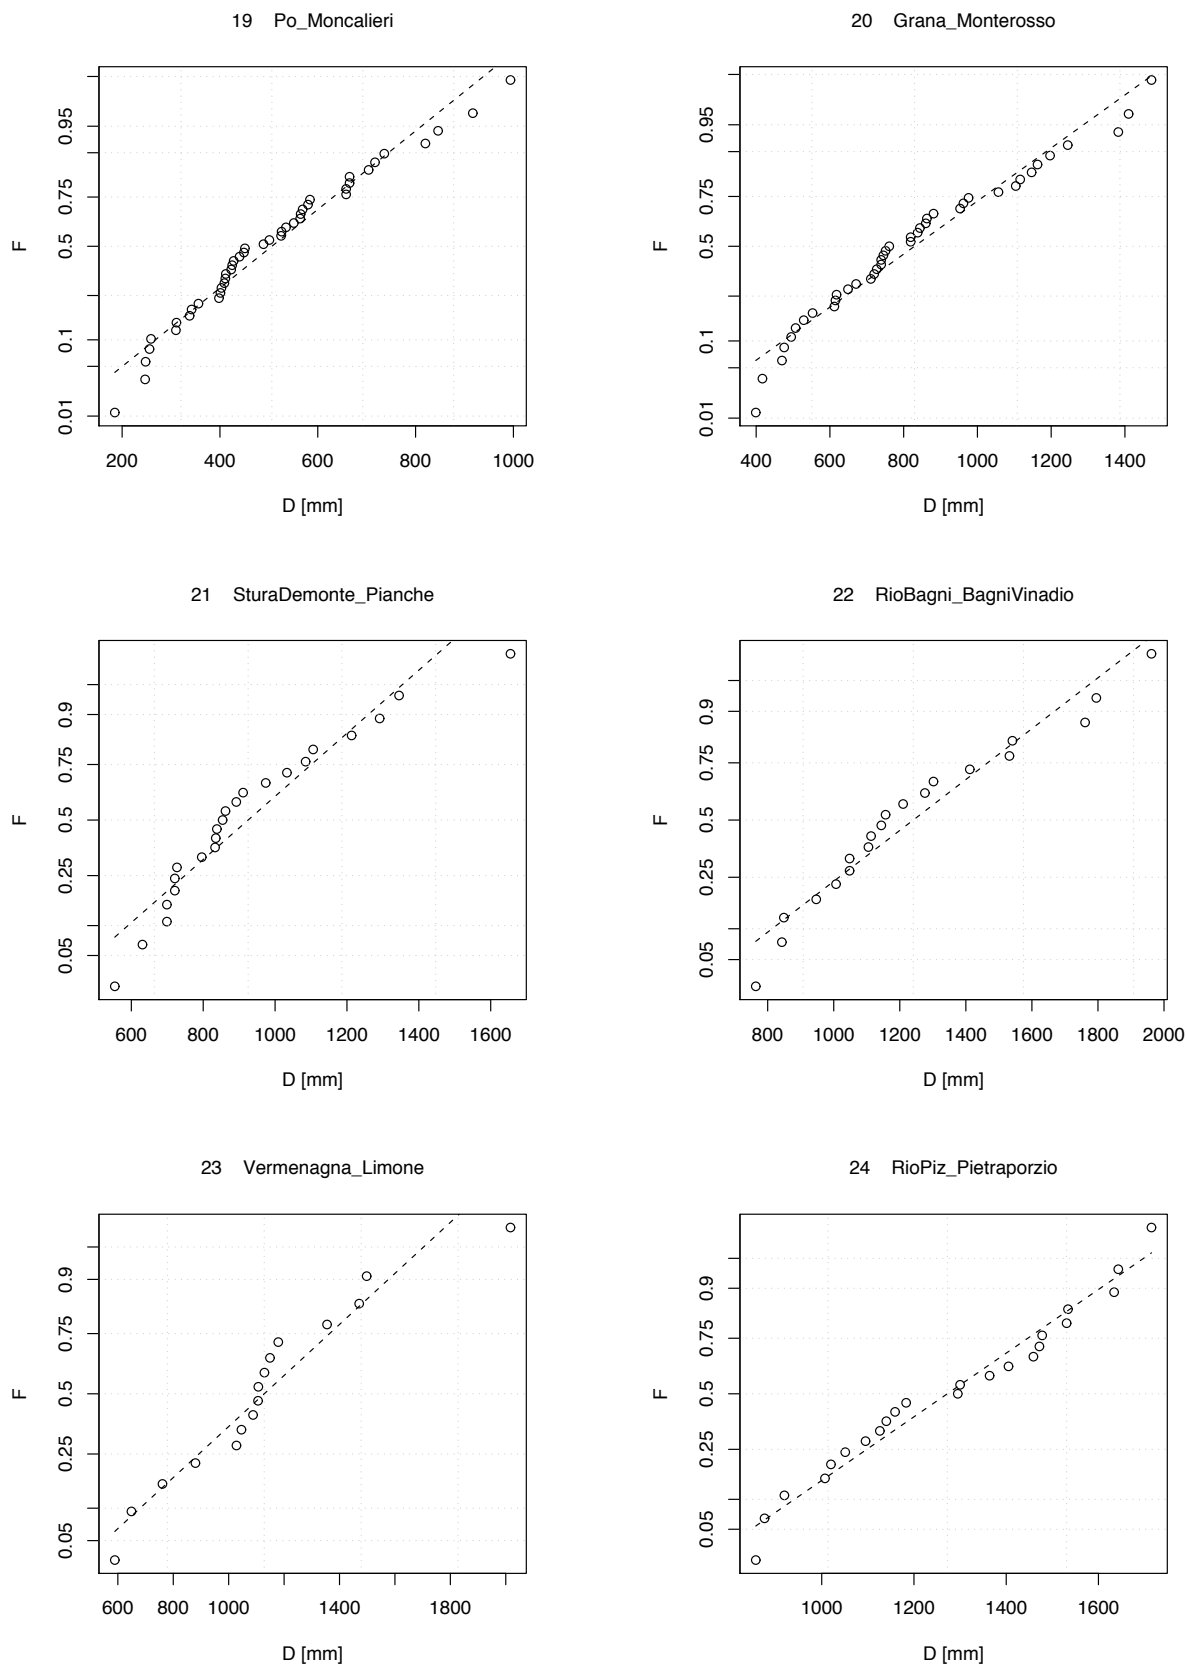 19 Po_Moncalieri
F
0.95
0.75
0.5
0.1
0.01
200 400 600 800 1000
D [mm]
20 Grana_Monterosso
F
0.95
0.75
0.5
0.1
0.01
400 600 800 1000 1200 1400
D [mm]
21 SturaDemonte_Pianche
F
0.9
0.75
0.5
0.25
0.05
600 800 1000 1200 1400 1600
D [mm]
22 RioBagni_BagniVinadio
F
0.9
0.75
0.5
0.25
0.05
800 1000 1200 1400 1600 1800 2000
D [mm]
23 Vermenagna_Limone
F
0.9
0.75
0.5
0.25
0.05
600 800 1000 1400 1800
D [mm]
24 RioPiz_Pietraporzio
F
0.9
0.75
0.5
0.25
0.05
1000 1200 1400 1600
D [mm]